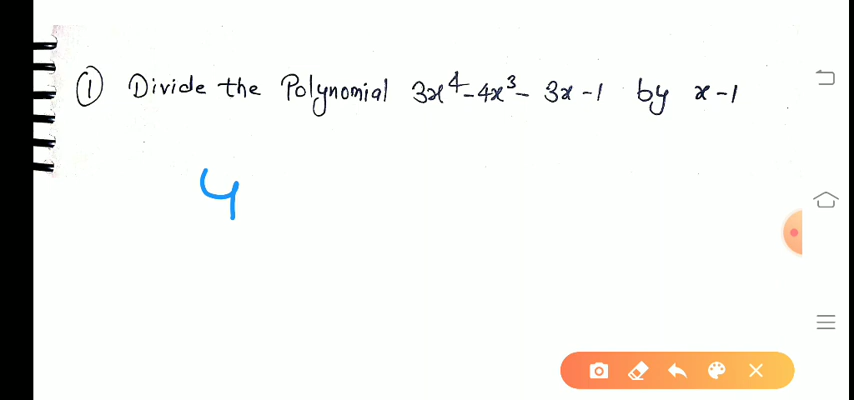 ① Divide the Polynomial 3x⁴-4x³- 3x-1 by x-1
4